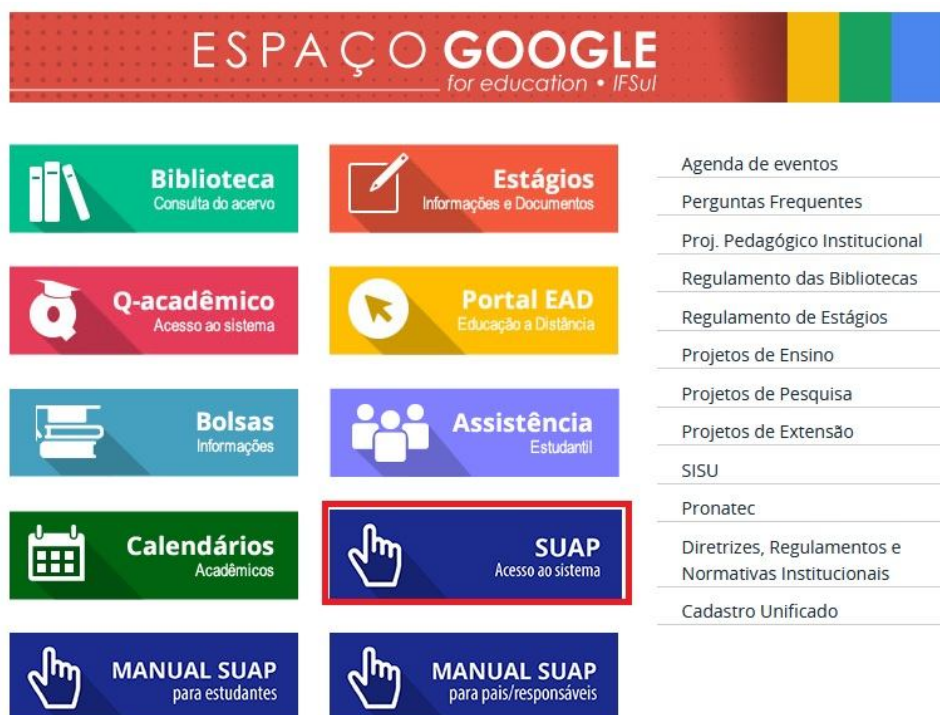 ESPAÇO GOOGLE
for education • IFSul
Biblioteca
Consulta do acervo
Estágios
Informações e Documentos
Q-acadêmico
Acesso ao sistema
Portal EAD
Educação a Distância
Bolsas
Informações
Assistência
Estudantil
Calendários
Acadêmicos
SUAP
Acesso ao sistema
MANUAL SUAP
para estudantes
MANUAL SUAP
para pais/responsáveis
Agenda de eventos
Perguntas Frequentes
Proj. Pedagógico Institucional
Regulamento das Bibliotecas
Regulamento de Estágios
Projetos de Ensino
Projetos de Pesquisa
Projetos de Extensão
SISU
Pronatec
Diretrizes, Regulamentos e
Normativas Institucionais
Cadastro Unificado